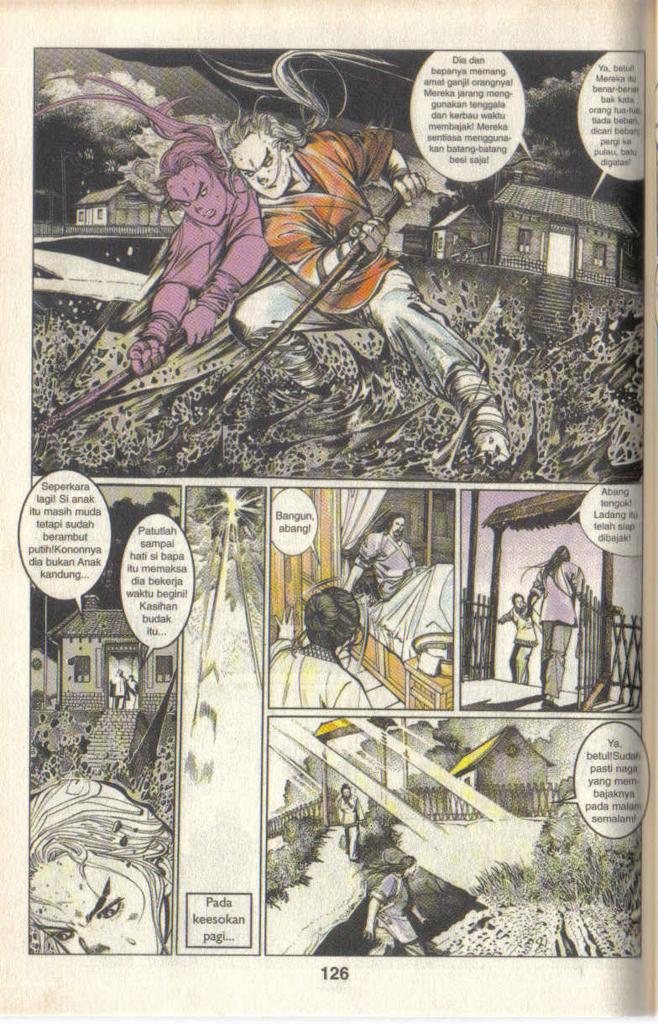 Dia dan
bapanya memang
amat ganjil orangnya!
Mereka jarang meng-
gunakan tenggala
dan kerbau waktu
membajak! Mereka
sentiasa mengguna-
kan batang-batang
besi saja!
Ya, betul!
Mereka itu
benar-benar
bak kata
orang tua-tua,
tiada beban,
dicari beban;
pergi ke
pulau, batu
digalas!
Seperkara
lagi! Si anak
itu masih muda
tetapi sudah
berambut
putih!Kononnya
dia bukan Anak
kandung...
Patutlah
sampai
hati si bapa
itu memaksa
dia bekerja
waktu begini!
Kasihan
budak
itu...
Pada
keesokan
pagi...
Bangun,
abang!
Abang
tengok!
Ladang itu
telah siap
dibajak!
Ya,
betul!Sudah
pasti naga
yang mem-
bajaknya
pada malam
semalam!
126